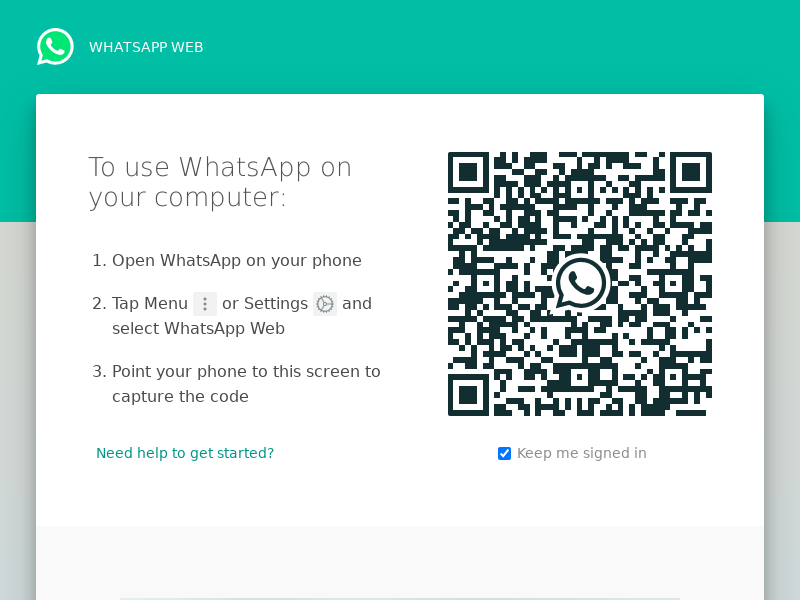 WHATSAPP WEB
To use WhatsApp on
your computer:
1. Open WhatsApp on your phone
2. Tap Menu or Settings and
select WhatsApp Web
3. Point your phone to this screen to
capture the code
Need help to get started?
Keep me signed in